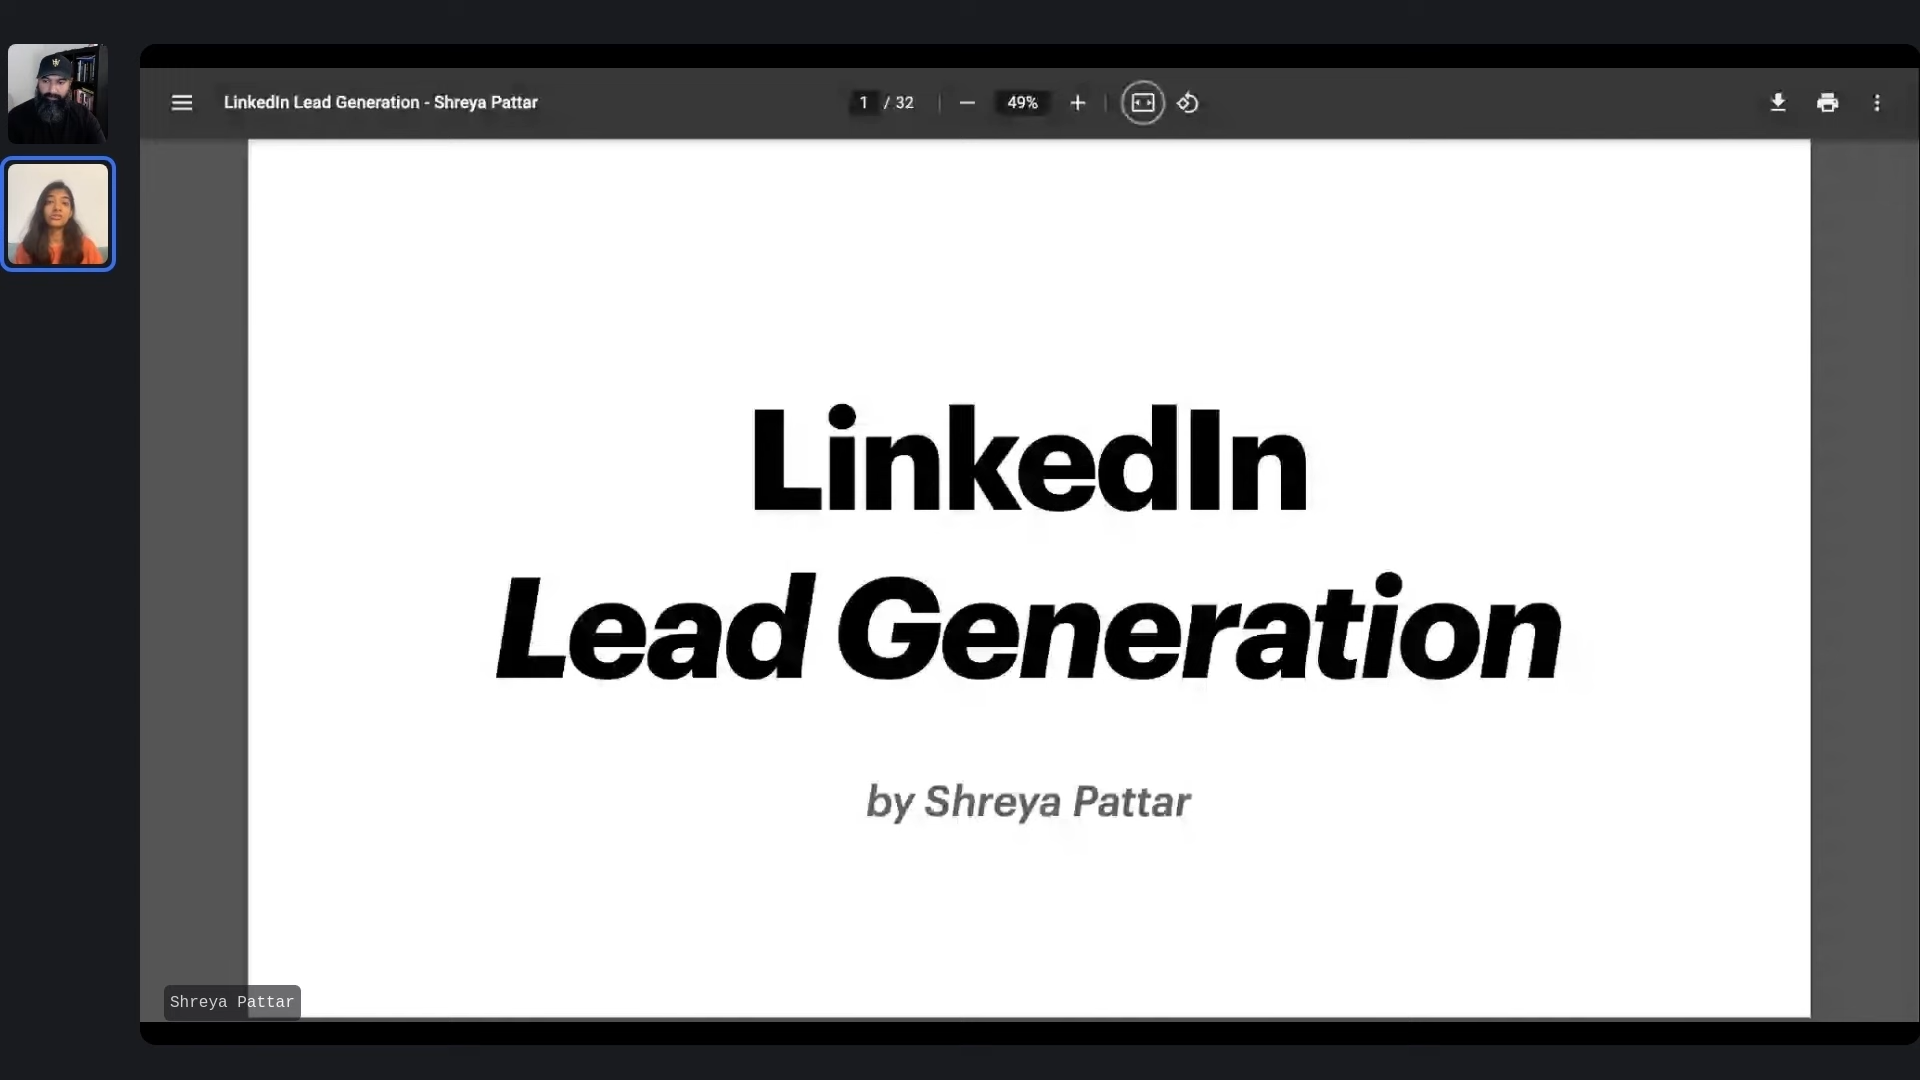 LinkedIn Lead Generation - Shreya Pattar
1 / 32
49%
LinkedIn
Lead Generation
by Shreya Pattar
Shreya Pattar